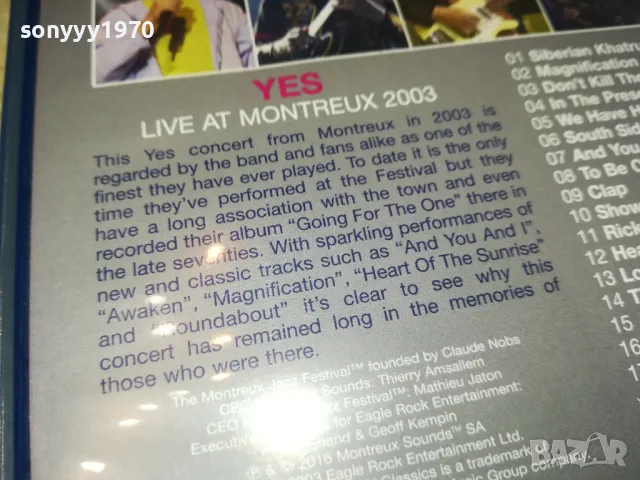 sonyyy1970
YES
LIVE AT MONTREUX 2003
This Yes concert from Montreux in 2003 is
regarded by the band and fans alike as one of the
finest they have ever played. To date it is the only
time they've performed at the Festival but they
have a long association with the town and even
recorded their album "Going For The One" there in
the late seventies. With sparkling performances of
new and classic tracks such as "And You And I",
"Awaken", "Magnification", "Heart Of The Sunrise"
and "Roundabout" it's clear to see why this
concert has remained long in the memories of
those who were there.
The Montreux Jazz Festival™ founded by Claude Nobs
Sounds: Thierry Amsallem
Festival™: Mathieu Jaton
for Eagle Rock Entertainment:
& Geoff Kempin
℗ & © 2016 Montreux Sounds™ SA
2003 Eagle Rock Entertainment Ltd.
Classics is a trademark of
Music Group company.
01 Siberian Khatru
02 Magnification
03 Don't Kill The
04 In The Prese
05 We Have
06 South Side
07 And You
08 To Be
09 Clap
10 Show
11 Rick
12 Hea
13 Lo
14 T
15
16
17
BAZAR